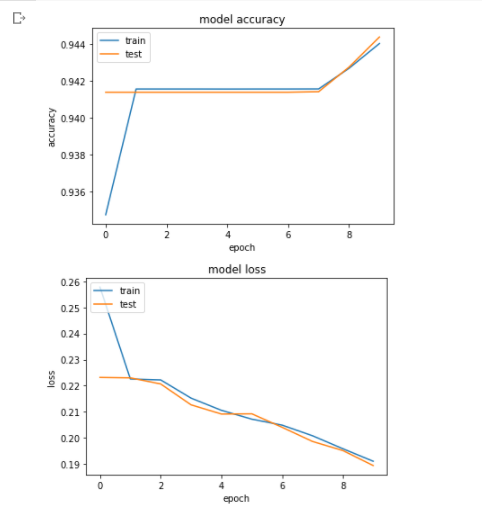 model accuracy
train
test
0.944
0.942
0.940
0.938
0.936
accuracy
0 2 4 6 8
epoch
model loss
train
test
0.26
0.25
0.24
0.23
0.22
0.21
0.20
0.19
loss
0 2 4 6 8
epoch